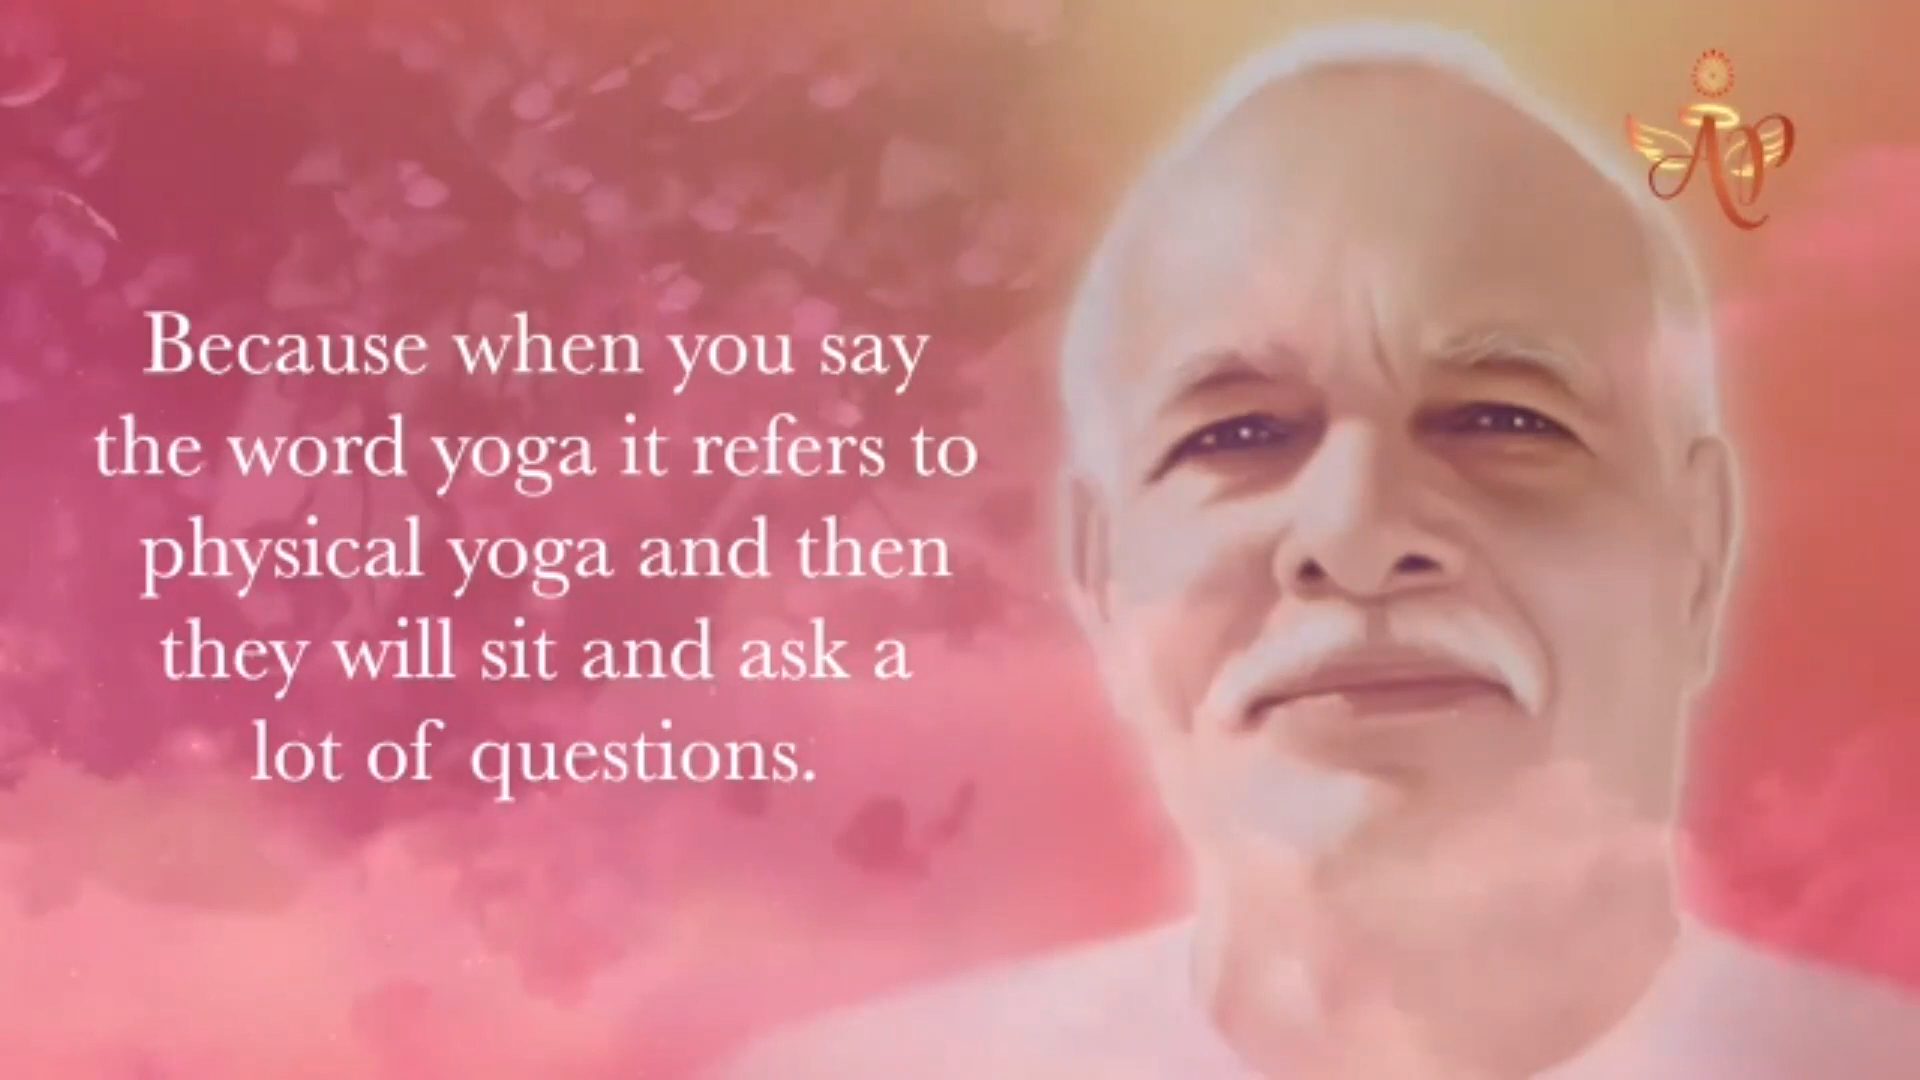 Because when you say
the word yoga it refers to
physical yoga and then
they will sit and ask a
lot of questions.
AP